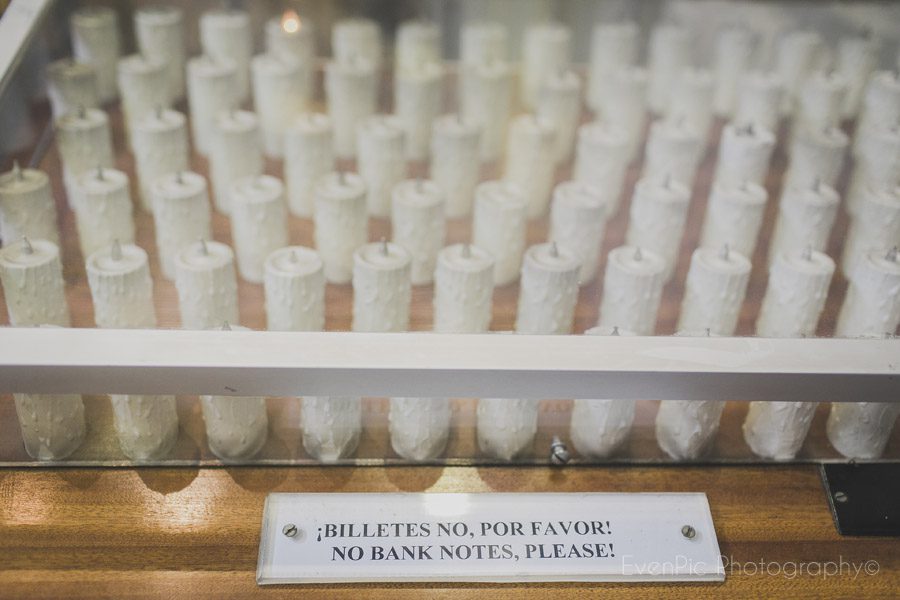 ¡BILLETES NO, POR FAVOR!
NO BANK NOTES, PLEASE!
EvenPic Photography©